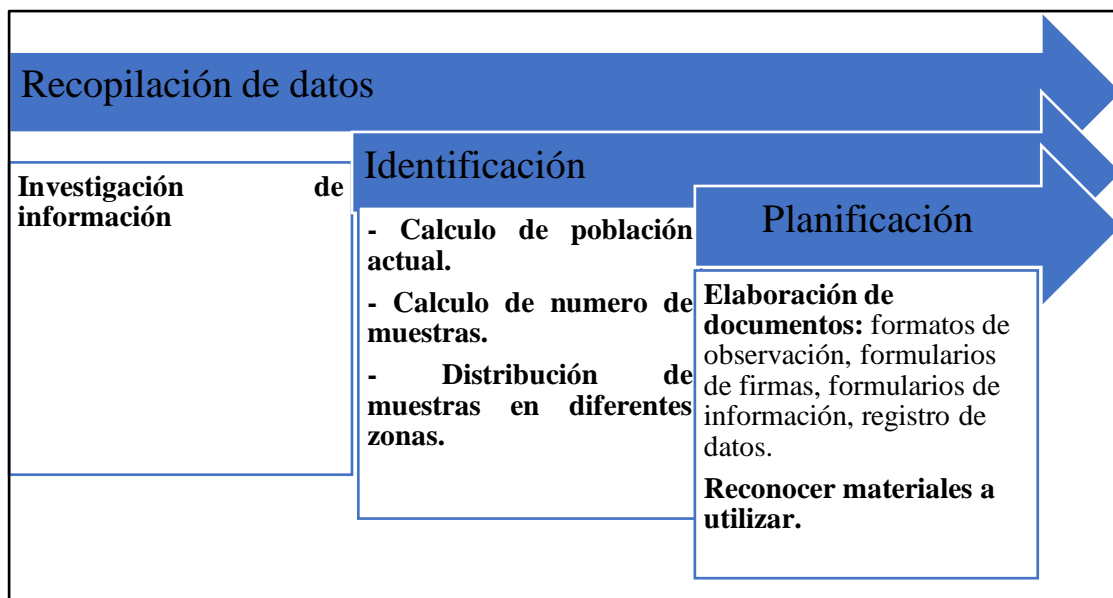 Recopilación de datos
Investigación de
información
Identificación
- Calculo de población
actual.
- Calculo de numero de
muestras.
- Distribución de
muestras en diferentes
zonas.
Planificación
Elaboración de
documentos: formatos de
observación, formularios
de firmas, formularios de
información, registro de
datos.
Reconocer materiales a
utilizar.